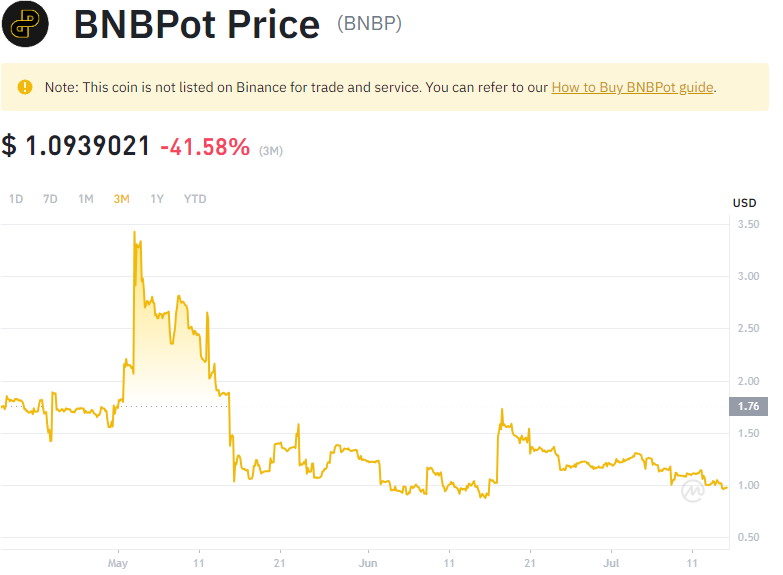 BNBPot Price (BNBP)
Note: This coin is not listed on Binance for trade and service. You can refer to our How to Buy BNBPot guide.
$ 1.0939021 -41.58% (3M)
1D 7D 1M 3M 1Y YTD
USD
3.50
3.00
2.50
2.00
1.76
1.50
1.00
0.50
May 11 21 Jun 11 21 Jul 11